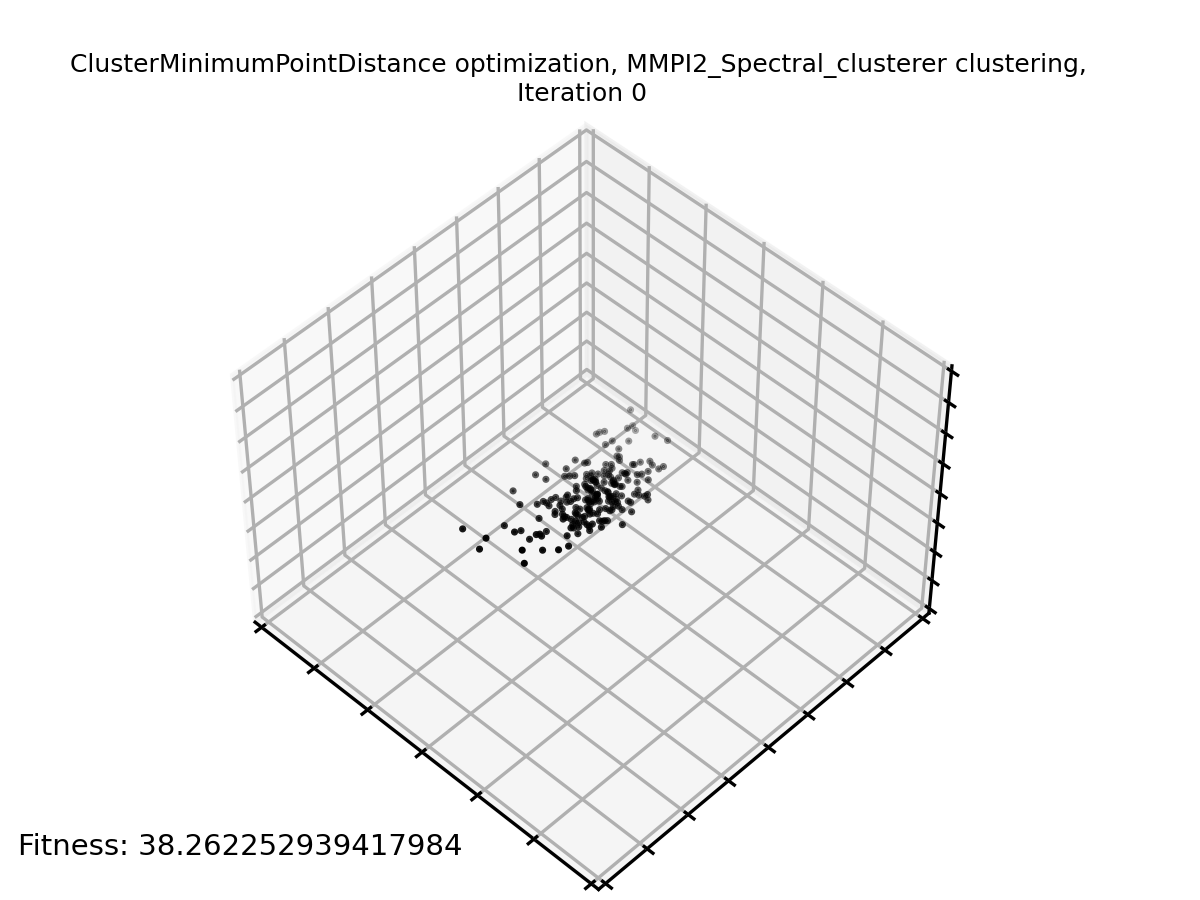 ClusterMinimumPointDistance optimization, MMPI2_Spectral_clusterer clustering,
Iteration 0
Fitness: 38.262252939417984